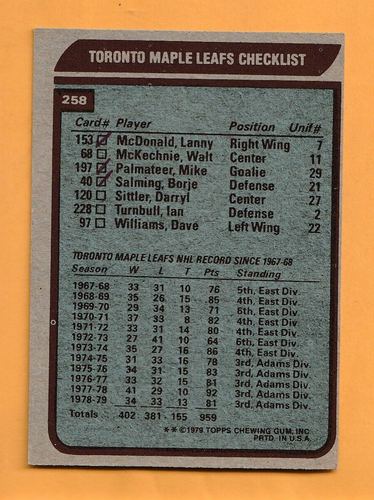 TORONTO MAPLE LEAFS CHECKLIST
258
Card# Player Position Unif#
153 McDonald, Lanny Right Wing 7
68 McKechnie, Walt Center 11
197 Palmateer, Mike Goalie 29
40 Salming, Borje Defense 21
120 Sittler, Darryl Center 27
228 Turnbull, Ian Defense 2
97 Williams, Dave Left Wing 22
TORONTO MAPLE LEAFS NHL RECORD SINCE 1967-68
Season W L T Pts Standing
1967-68 33 31 10 76 5th, East Div.
1968-69 35 26 15 85 4th, East Div.
1969-70 29 34 13 71 6th, East Div.
1970-71 37 33 8 82 4th, East Div.
1971-72 33 31 14 80 4th, East Div.
1972-73 27 41 10 64 6th, East Div.
1973-74 35 27 16 86 4th, East Div.
1974-75 31 33 16 78 3rd, Adams Div.
1975-76 34 31 15 83 3rd, Adams Div.
1976-77 33 32 15 81 3rd, Adams Div.
1977-78 41 29 10 92 3rd, Adams Div.
1978-79 34 33 13 81 3rd, Adams Div.
Totals 402 381 155 959
**©1979 TOPPS CHEWING GUM, INC
PRTD. IN U.S.A.